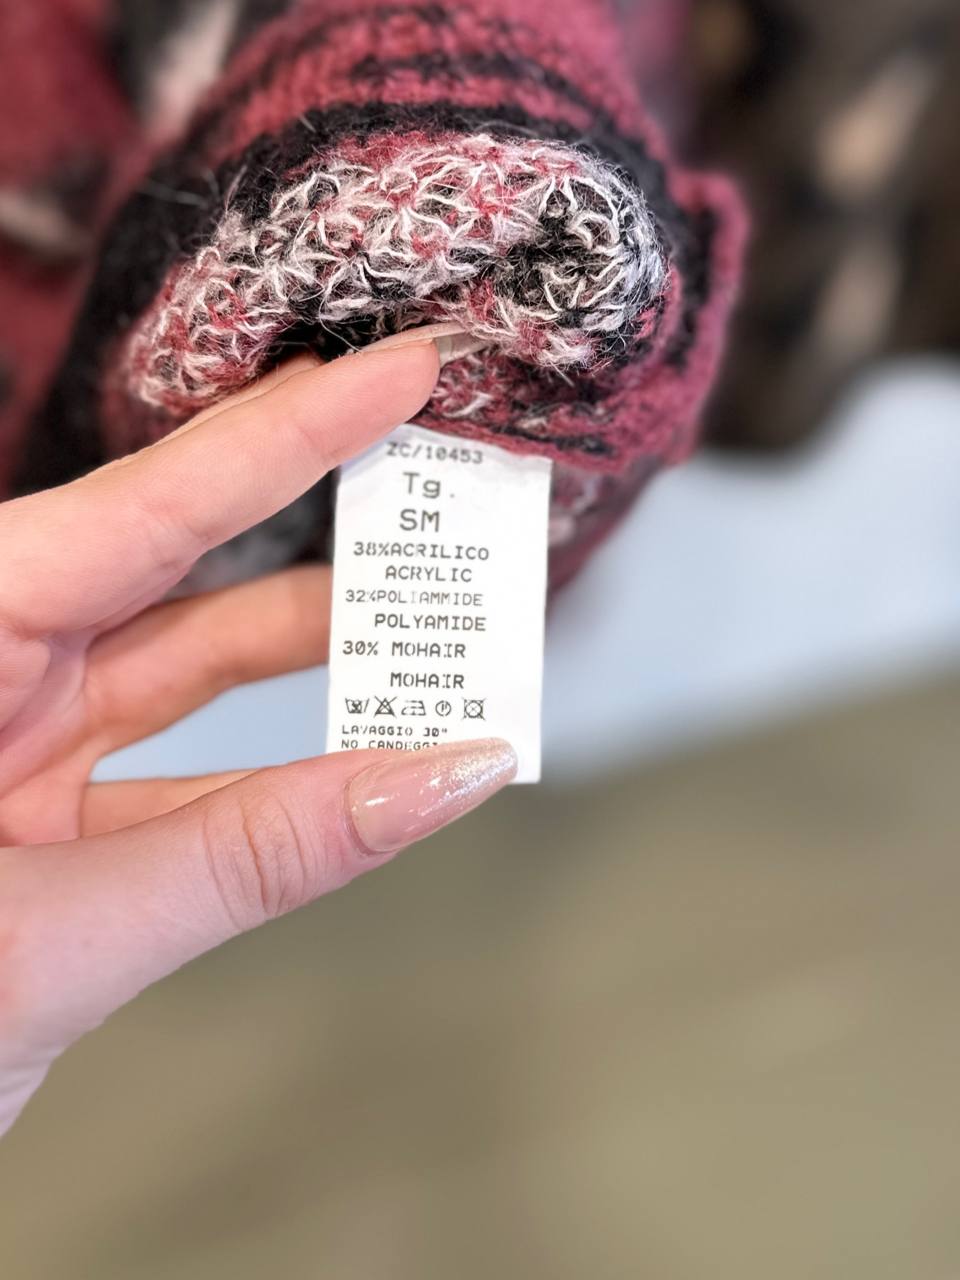 ZC/10453
Tg.
SM
38%ACRILICO
ACRYLIC
32%POLIAMMIDE
POLYAMIDE
30% MOHAIR
MOHAIR
LAVAGGIO 30°
NO CANDEGGI